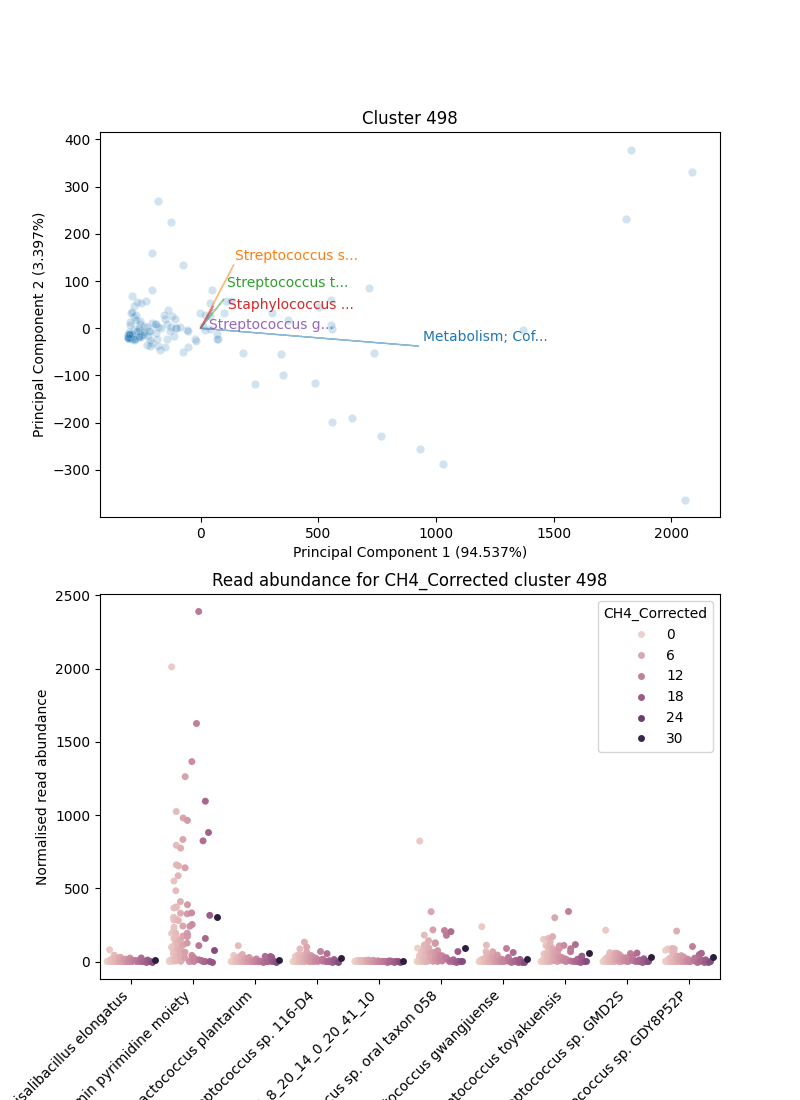 Cluster 498
400
300
200
100
0
−100
−200
−300
Principal Component 2 (3.397%)
Streptococcus s...
Streptococcus t...
Staphylococcus ...
Streptococcus g...
Metabolism; Cof...
0
500
1000
1500
2000
Principal Component 1 (94.537%)
Read abundance for CH4_Corrected cluster 498
2500
2000
1500
1000
500
0
Normalised read abundance
CH4_Corrected
0
6
12
18
24
30
isalibacillus elongatus
min pyrimidine moiety
actococcus plantarum
eptococcus sp. 116-D4
8_20_14_0_20_41_10
cus sp. oral taxon 058
ococcus gwangjuense
ptococcus toyakuensis
ptococcus sp. GMD2S
ococcus sp. GDY8P52P